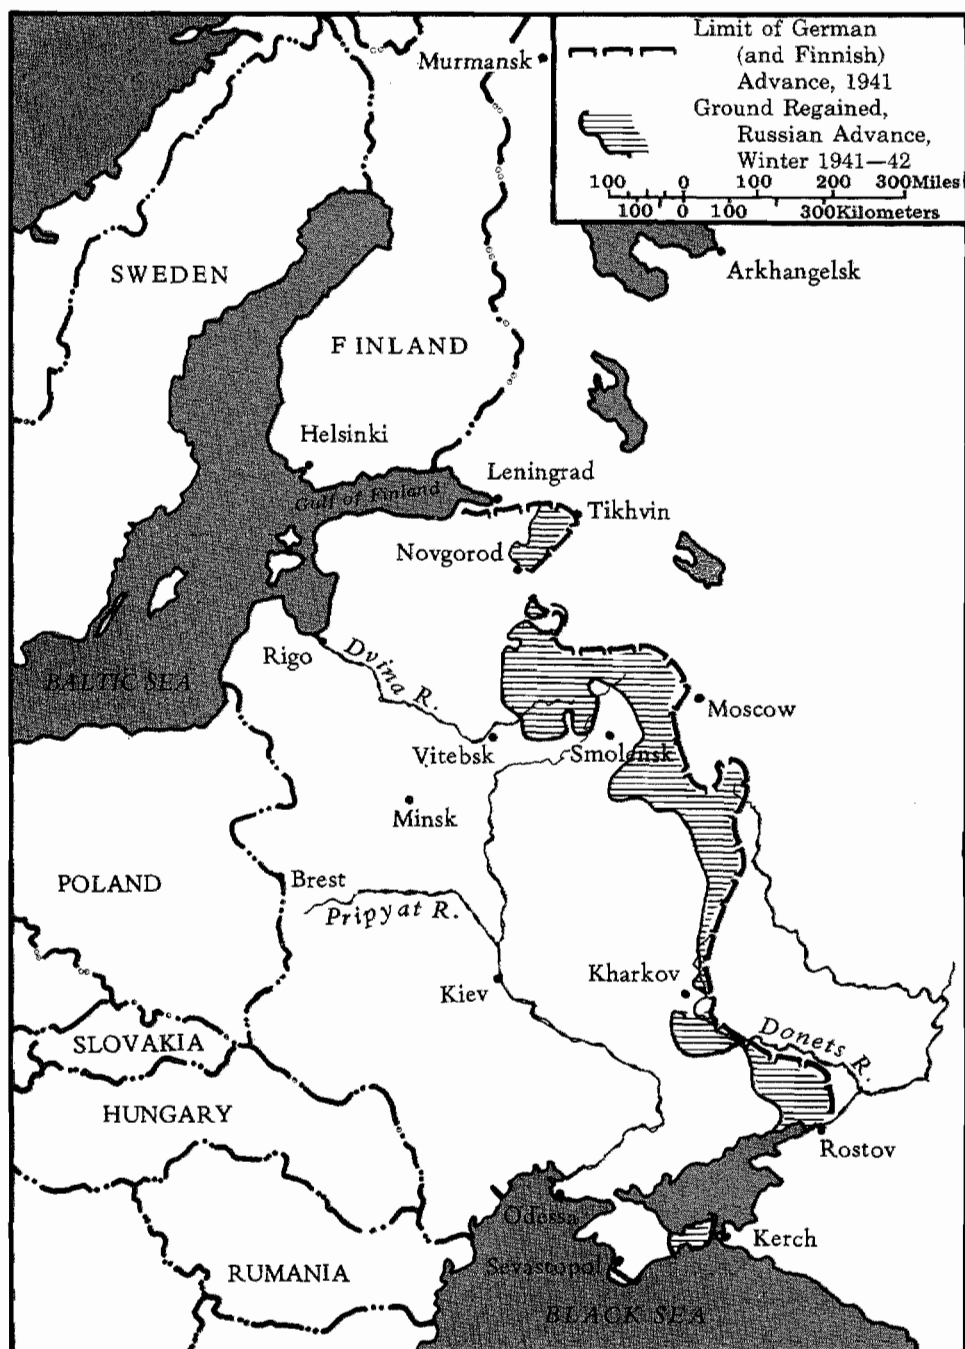 Limit of German
(and Finnish)
Advance, 1941
Ground Regained,
Russian Advance,
Winter 1941—42
100 0 100 200 300Miles
100 0 100 300Kilometers
Murmansk
Arkhangelsk
SWEDEN
FINLAND
Helsinki
Leningrad
Gulf of Finland
Tikhvin
Novgorod
Rigo
Dvina R.
BALTIC SEA
Moscow
Vitebsk
Smolensk
Minsk
POLAND
Brest
Pripyat R.
Kharkov
Kiev
Donets R.
SLOVAKIA
HUNGARY
Rostov
Odessa
Kerch
Sevastopol
RUMANIA
BLACK SEA